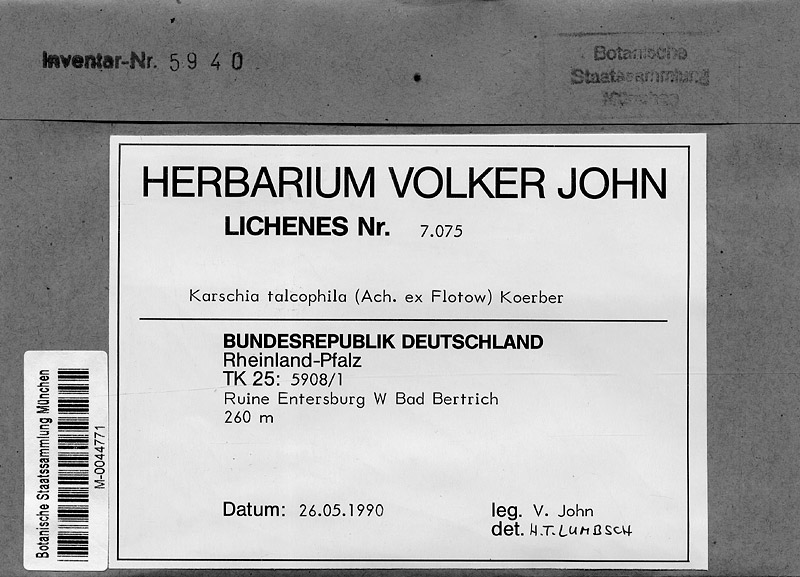 Inventar-Nr. 5940
Botanische
Staatssammlung
München
HERBARIUM VOLKER JOHN
LICHENES Nr. 7.075
Karschia talcophila (Ach. ex Flotow) Koerber
BUNDESREPUBLIK DEUTSCHLAND
Rheinland-Pfalz
TK 25: 5908/1
Ruine Entersburg W Bad Bertrich
260 m
Datum: 26.05.1990
leg. V. John
det. H.T. LUMBSCH
Botanische Staatssammlung München
M-0044771